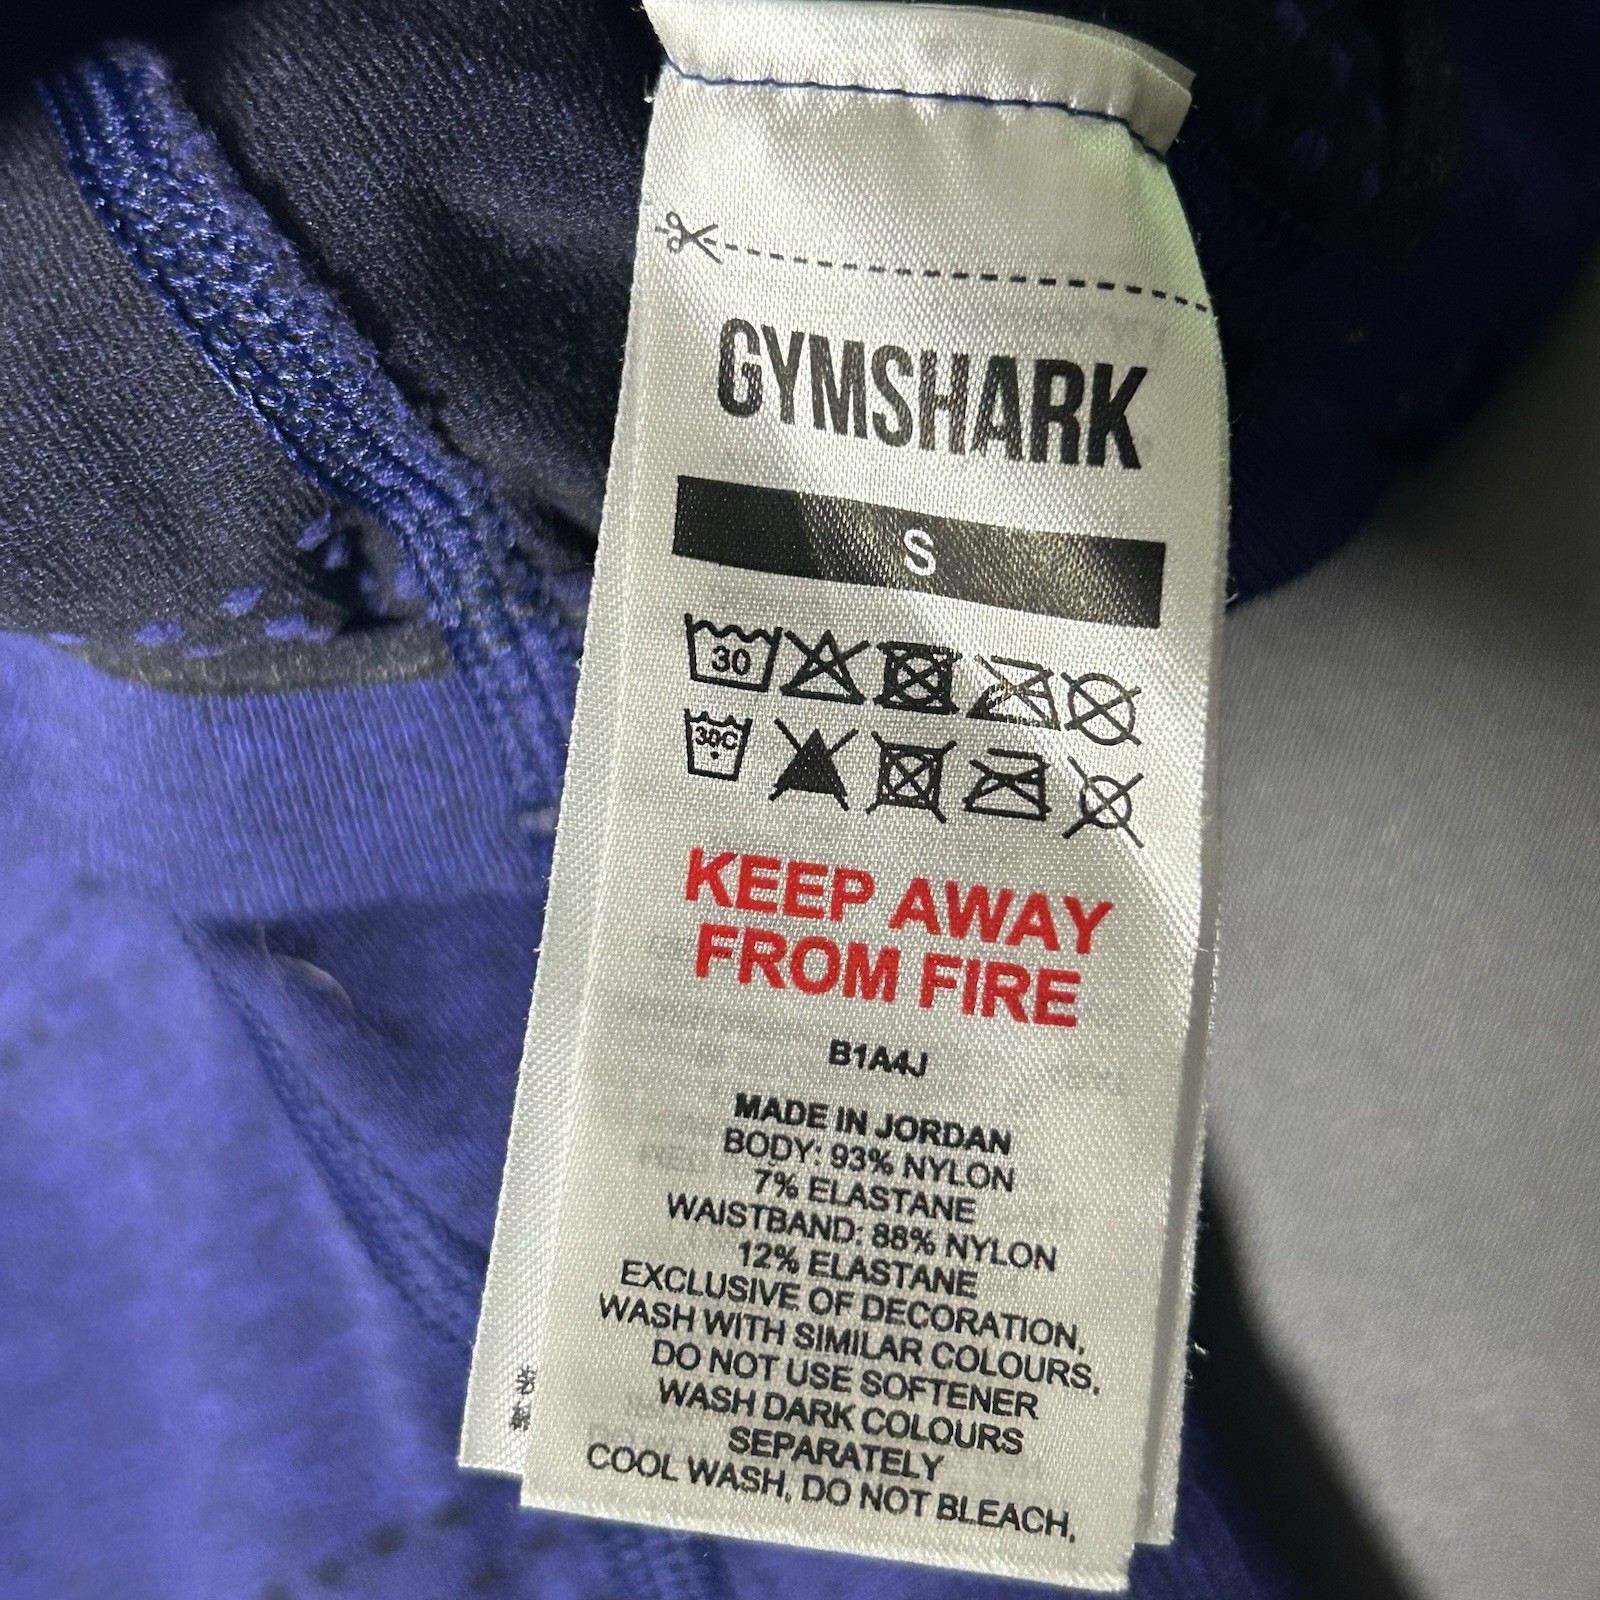 GYMSHARK
S
30
30C
KEEP AWAY
FROM FIRE
B1A4J
MADE IN JORDAN
BODY: 93% NYLON
7% ELASTANE
WAISTBAND: 88% NYLON
12% ELASTANE
EXCLUSIVE OF DECORATION,
WASH WITH SIMILAR COLOURS,
DO NOT USE SOFTENER
WASH DARK COLOURS
SEPARATELY
COOL WASH, DO NOT BLEACH,